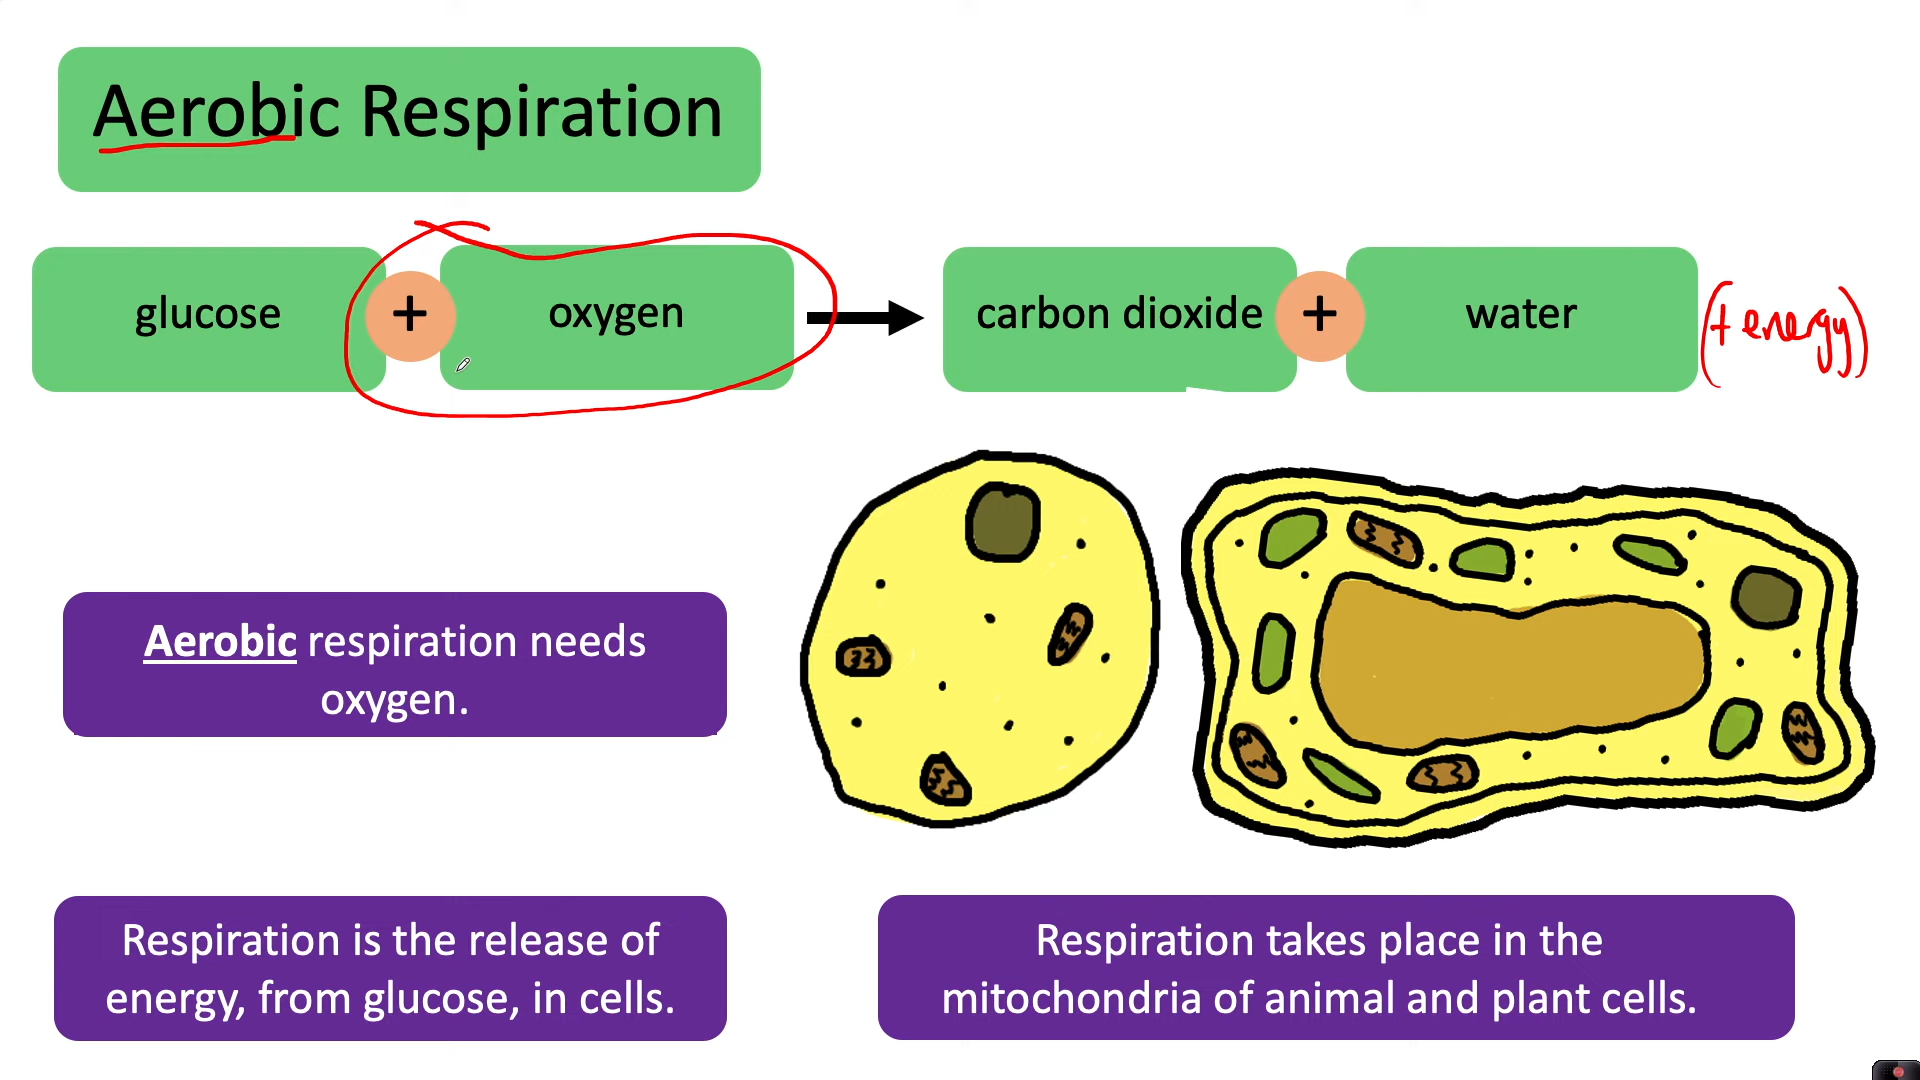 Aerobic Respiration
glucose + oxygen → carbon dioxide + water (+ energy)
Aerobic respiration needs
oxygen.
Respiration is the release of
energy, from glucose, in cells.
Respiration takes place in the
mitochondria of animal and plant cells.